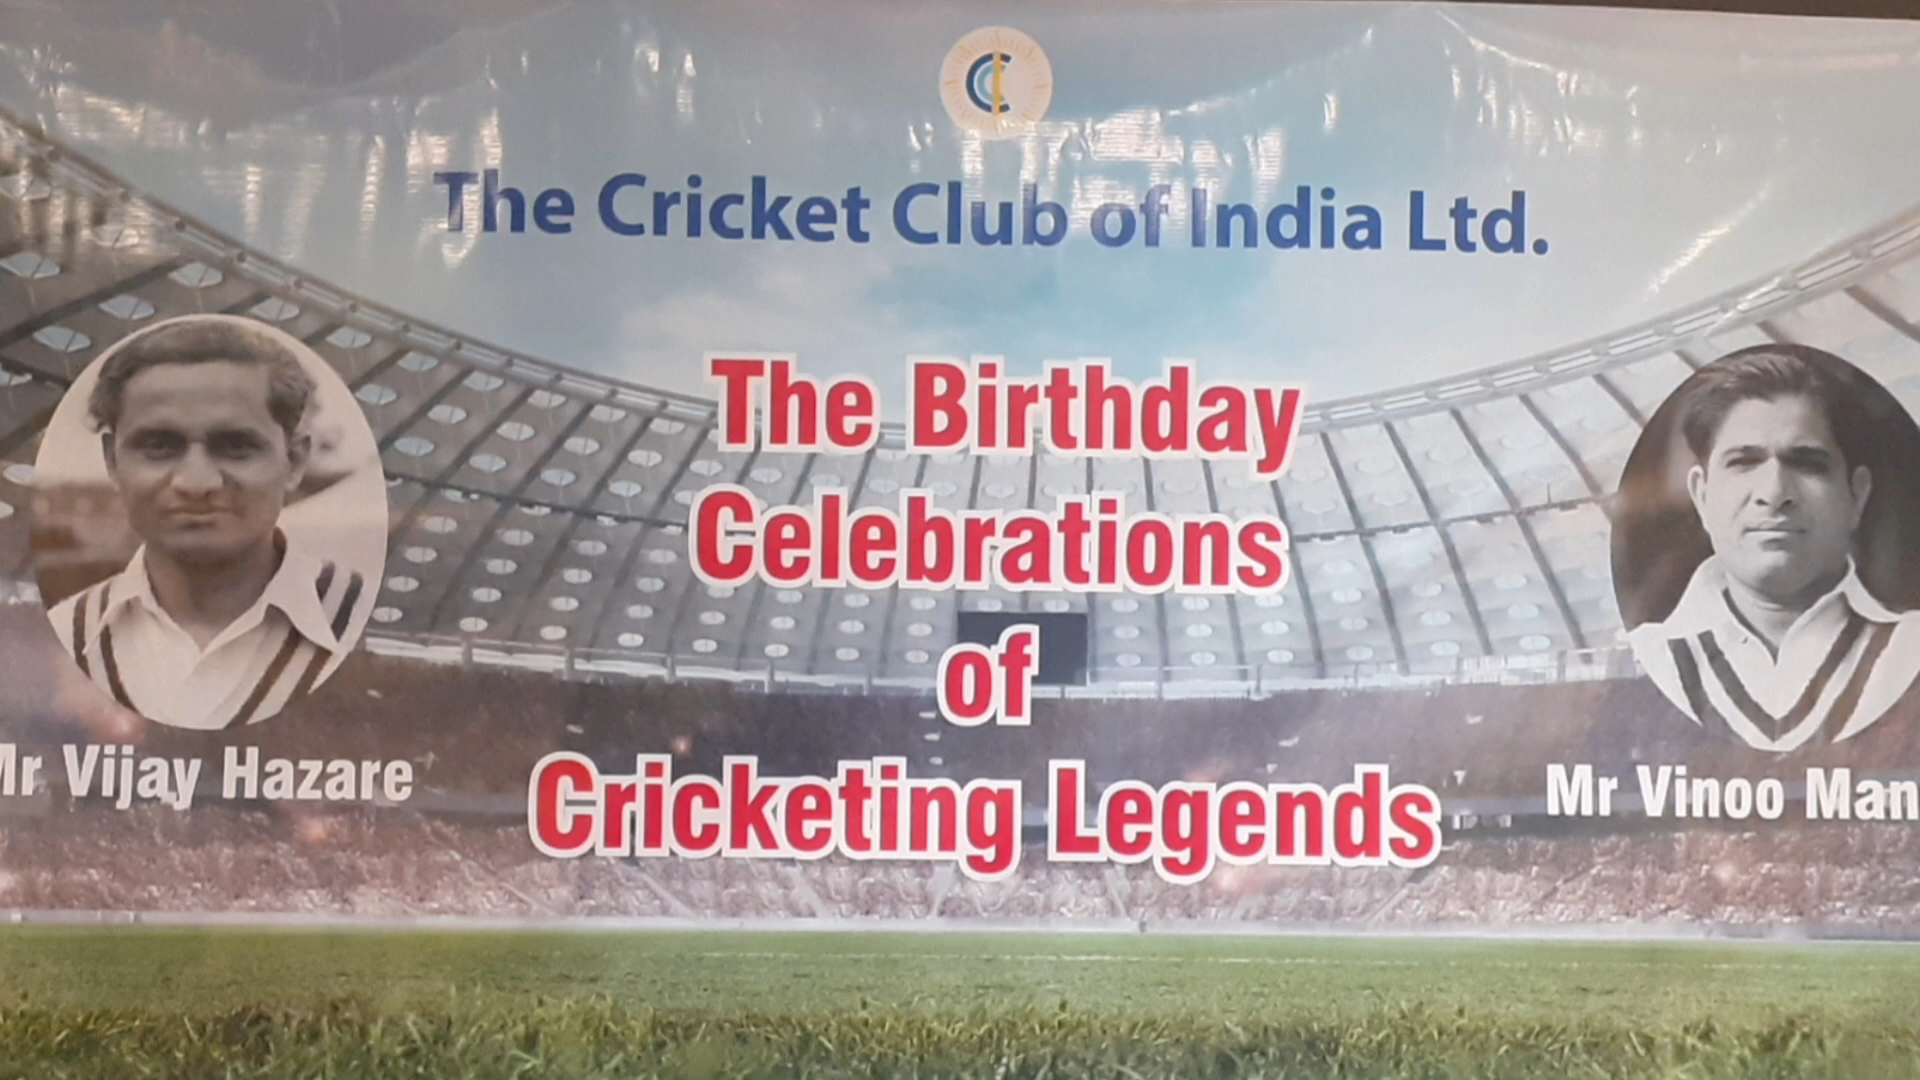 The Cricket Club of India Ltd.
The Birthday
Celebrations
of
Cricketing Legends
Mr Vijay Hazare
Mr Vinoo Man